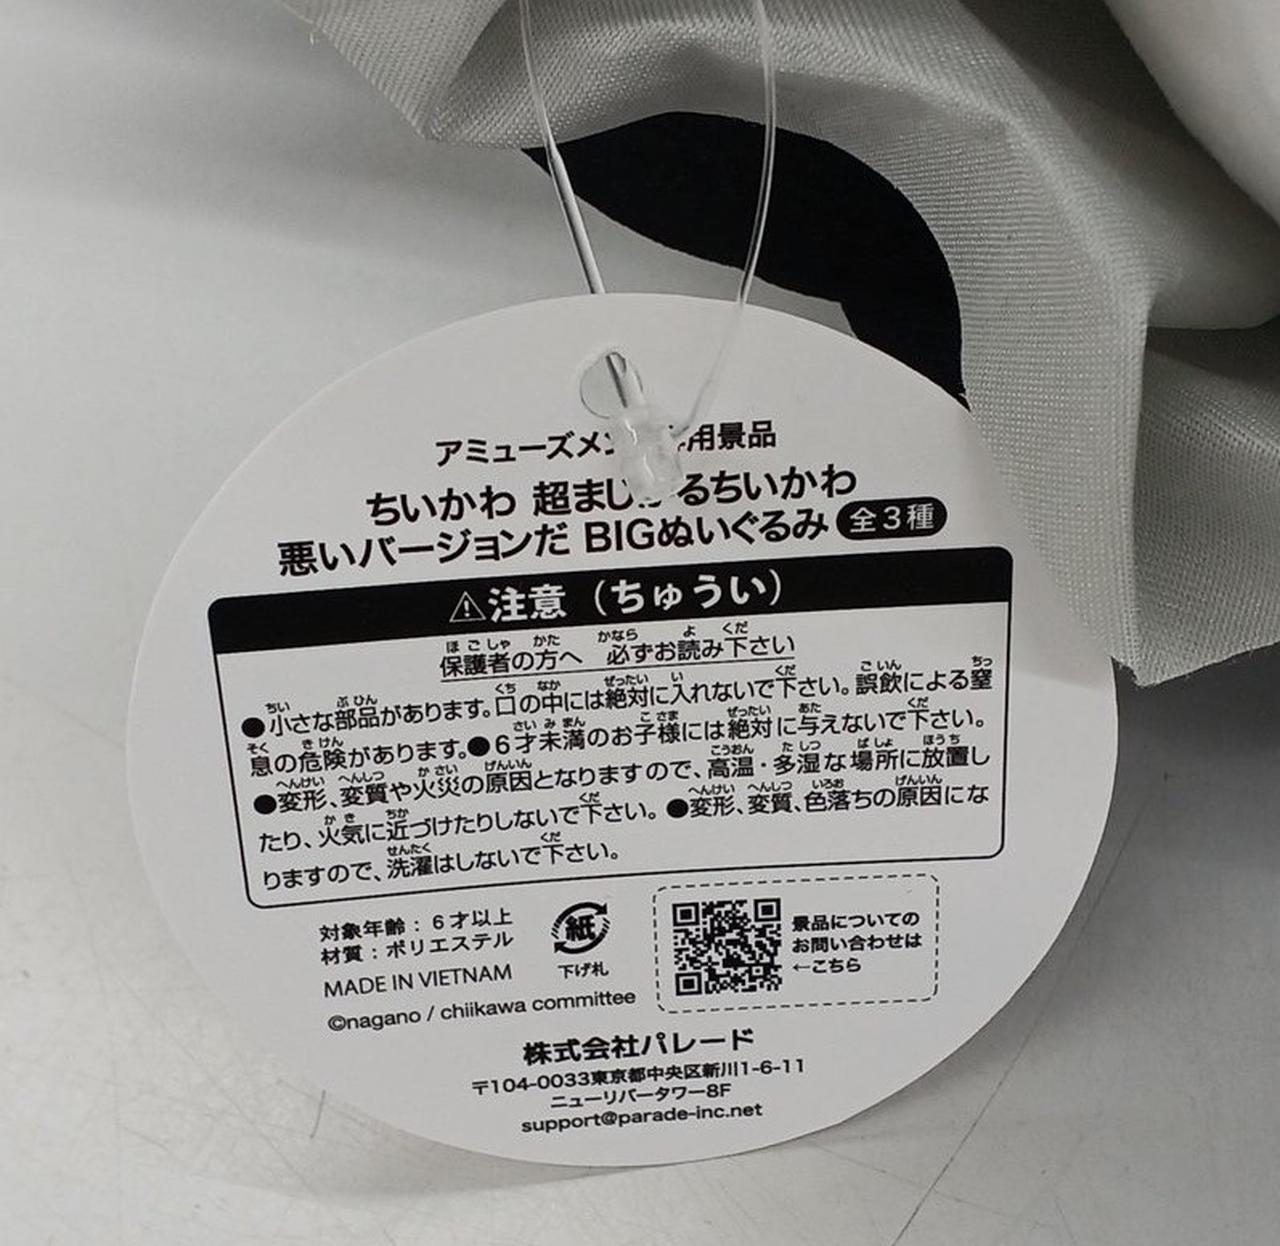 アミューズメン 用景品
ちいかわ 超まじ るちいかわ
悪いバージョンだ BIGぬいぐるみ 全3種
⚠注意（ちゅうい）
保護者の方へ 必ずお読み下さい
●小さな部品があります。口の中には絶対に入れないで下さい。誤飲による窒
息の危険があります。●6才未満のお子様には絶対に与えないで下さい。
●変形、変質や火災の原因となりますので、高温・多湿な場所に放置し
たり、火気に近づけたりしないで下さい。●変形、変質、色落ちの原因にな
りますので、洗濯はしないで下さい。
対象年齢：6才以上
材質：ポリエステル
MADE IN VIETNAM
©nagano / chiikawa committee
紙
下げ札
景品についての
お問い合わせは
←こちら
株式会社パレード
〒104-0033東京都中央区新川1-6-11
ニューリバータワー8F
support@parade-inc.net